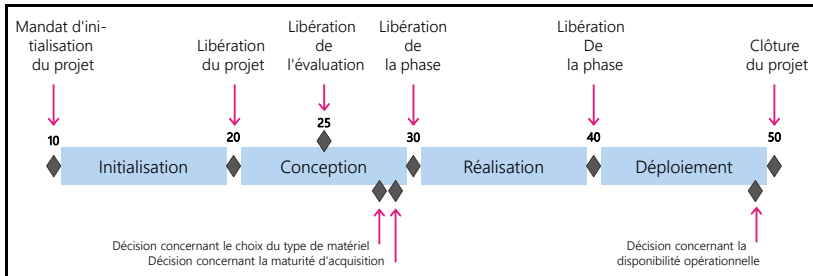 Mandat d'ini-
tialisation
du projet
Libération
du projet
Libération
de
l'évaluation
Libération
de
la phase
Libération
De
la phase
Clôture
du projet
10
20
25
30
40
50
Initialisation
Conception
Réalisation
Déploiement
Décision concernant le choix du type de matériel
Décision concernant la maturité d'acquisition
Décision concernant la
disponibilité opérationnelle